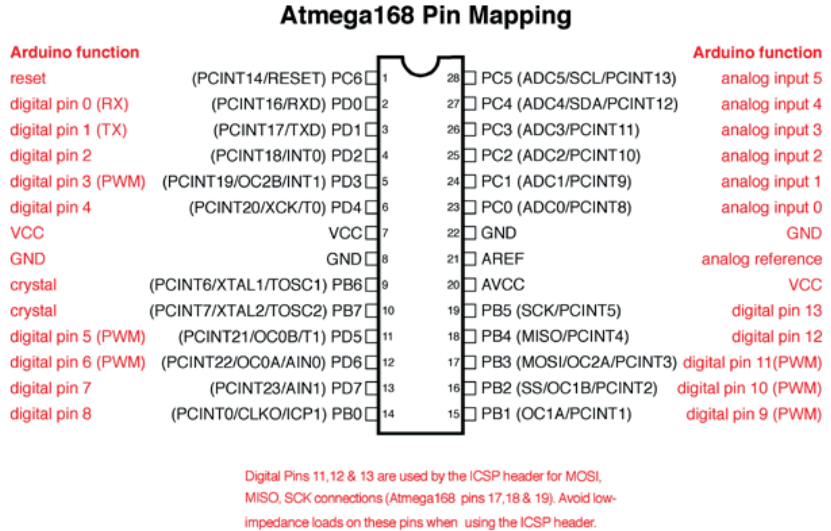 Atmega168 Pin Mapping
Arduino function Arduino function
reset (PCINT14/RESET) PC6 1 28 PC5 (ADC5/SCL/PCINT13) analog input 5
digital pin 0 (RX) (PCINT16/RXD) PD0 2 27 PC4 (ADC4/SDA/PCINT12) analog input 4
digital pin 1 (TX) (PCINT17/TXD) PD1 3 26 PC3 (ADC3/PCINT11) analog input 3
digital pin 2 (PCINT18/INT0) PD2 4 25 PC2 (ADC2/PCINT10) analog input 2
digital pin 3 (PWM) (PCINT19/OC2B/INT1) PD3 5 24 PC1 (ADC1/PCINT9) analog input 1
digital pin 4 (PCINT20/XCK/T0) PD4 6 23 PC0 (ADC0/PCINT8) analog input 0
VCC VCC 7 22 GND GND
GND GND 8 21 AREF analog reference
crystal (PCINT6/XTAL1/TOSC1) PB6 9 20 AVCC VCC
crystal (PCINT7/XTAL2/TOSC2) PB7 10 19 PB5 (SCK/PCINT5) digital pin 13
digital pin 5 (PWM) (PCINT21/OC0B/T1) PD5 11 18 PB4 (MISO/PCINT4) digital pin 12
digital pin 6 (PWM) (PCINT22/OC0A/AIN0) PD6 12 17 PB3 (MOSI/OC2A/PCINT3) digital pin 11(PWM)
digital pin 7 (PCINT23/AIN1) PD7 13 16 PB2 (SS/OC1B/PCINT2) digital pin 10 (PWM)
digital pin 8 (PCINT0/CLKO/ICP1) PB0 14 15 PB1 (OC1A/PCINT1) digital pin 9 (PWM)
Digital Pins 11,12 & 13 are used by the ICSP header for MOSI,
MISO, SCK connections (Atmega168 pins 17,18 & 19). Avoid low-
impedance loads on these pins when using the ICSP header.